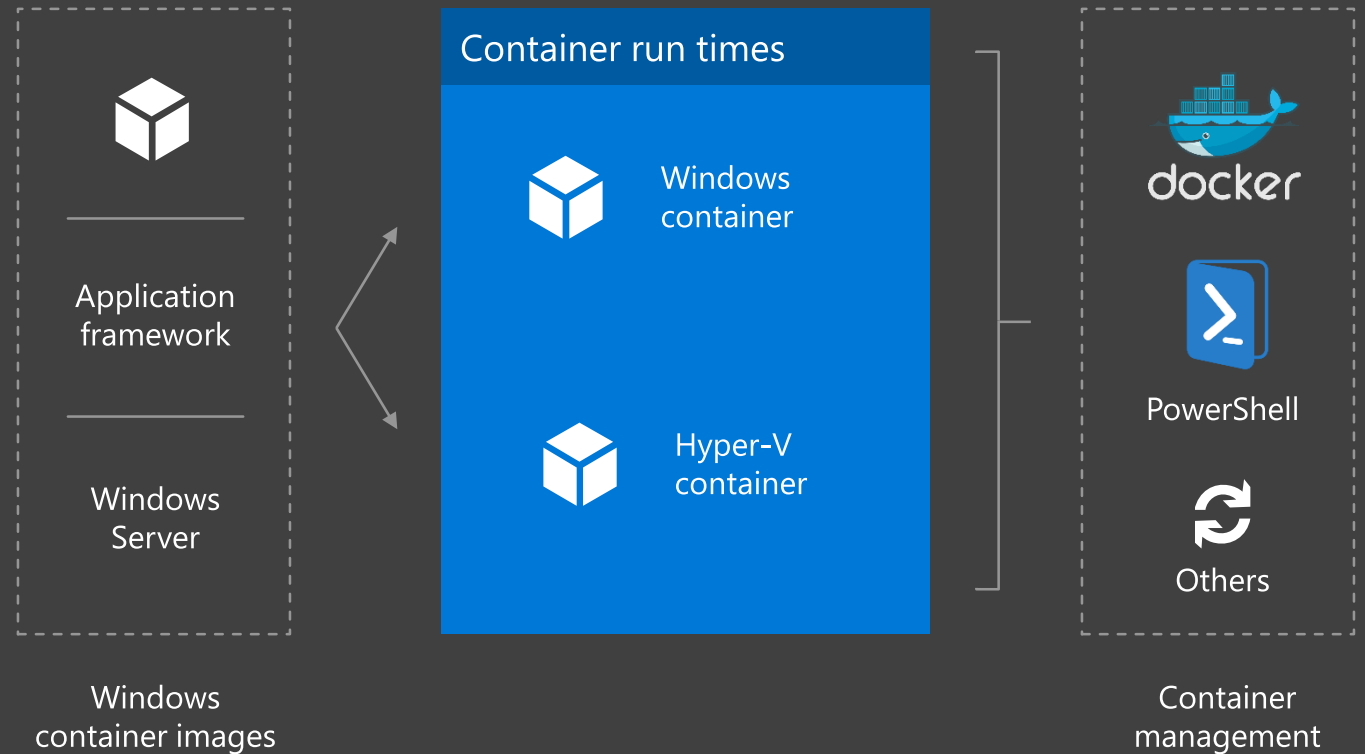 Container run times
Application
framework
Windows
Server
Windows
container images
Windows
container
Hyper-V
container
docker
PowerShell
Others
Container
management